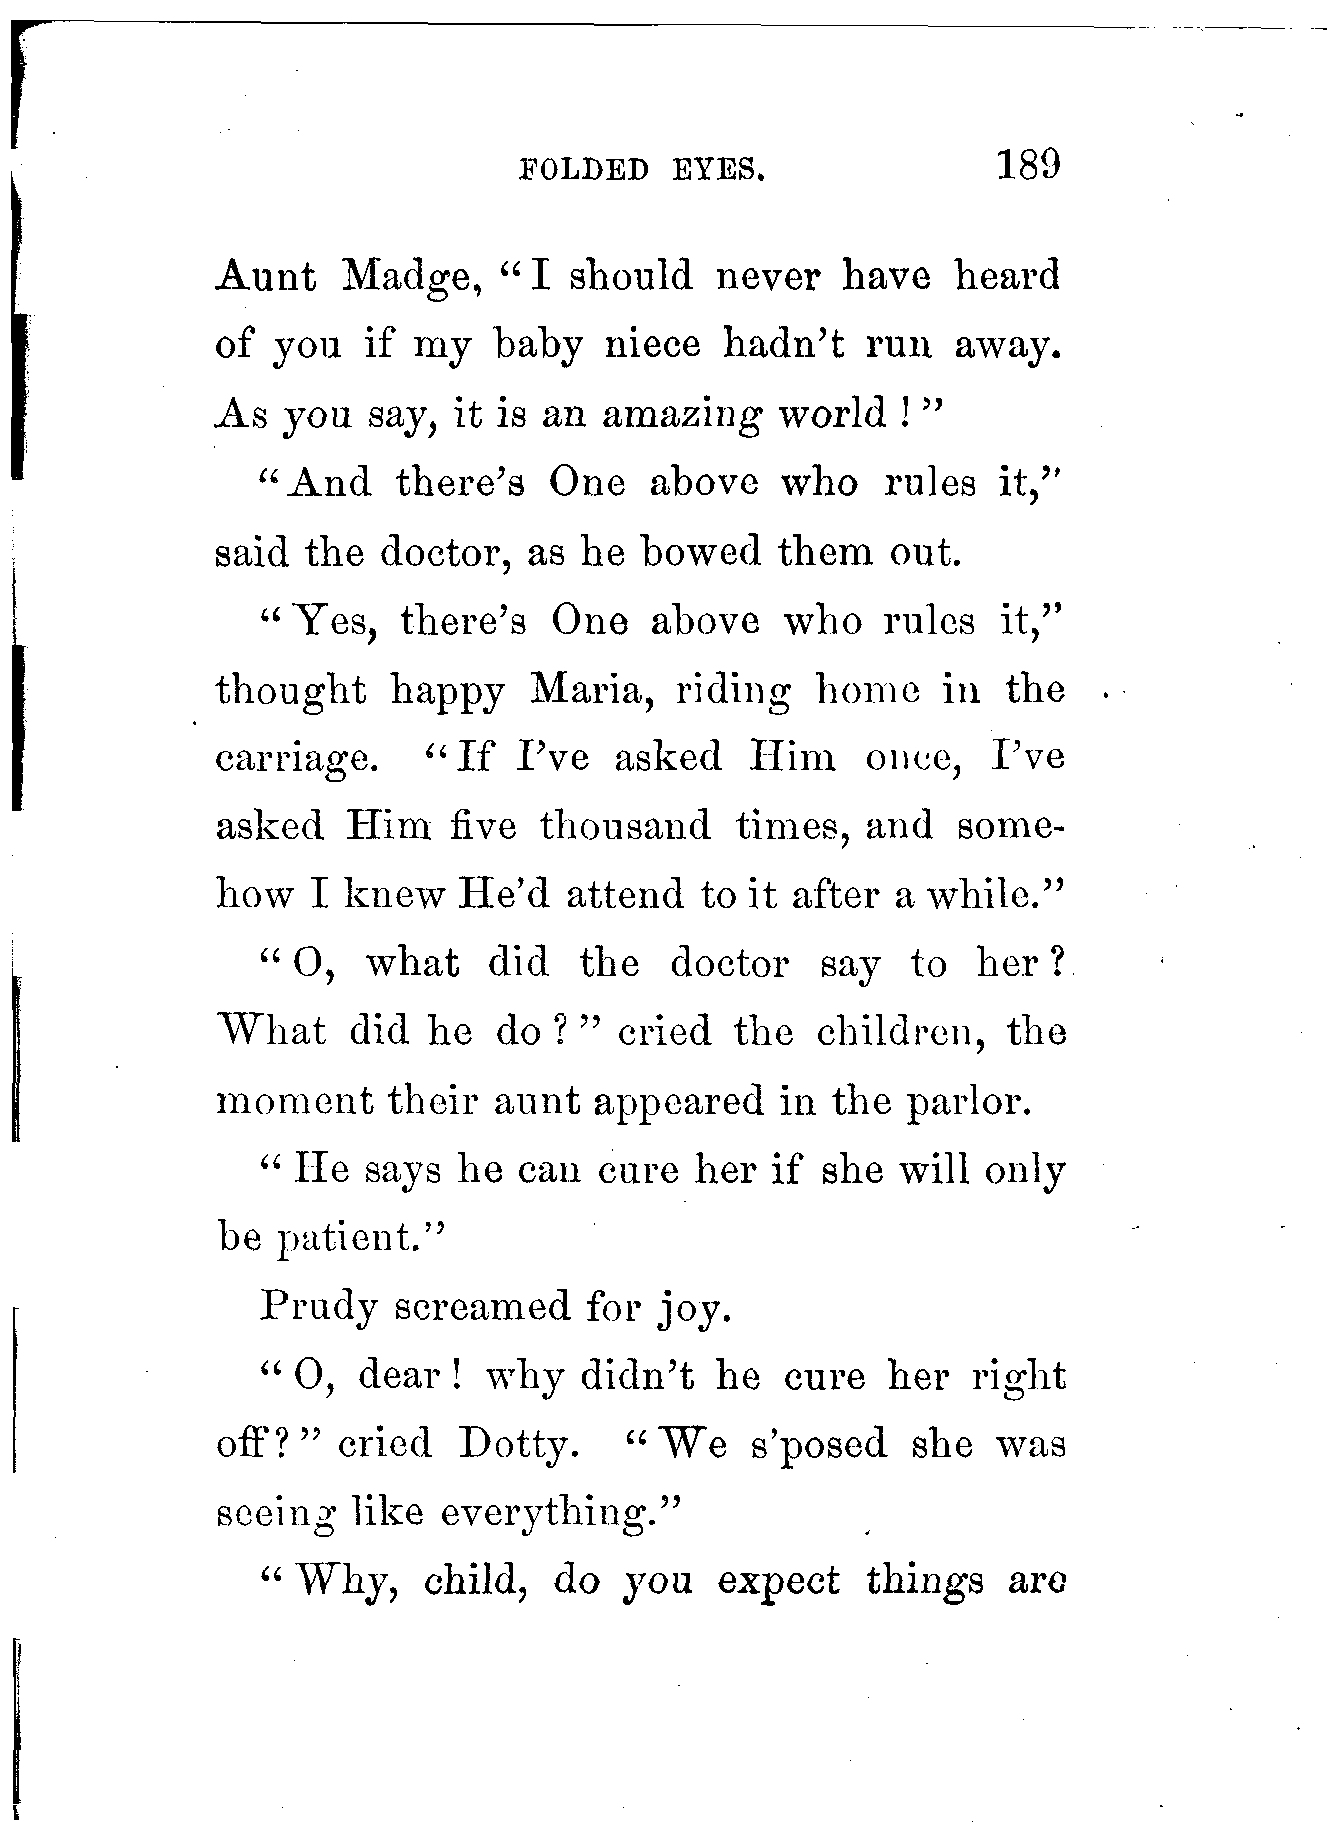 FOLDED EYES. 189
Aunt Madge, “I should never have heard
of you if my baby niece hadn’t run away.
As you say, it is an amazing world!”
“And there’s One above who rules it,”
said the doctor, as he bowed them out.
“Yes, there’s One above who rules it,”
thought happy Maria, riding home in the
carriage. “If I’ve asked Him once, I’ve
asked Him five thousand times, and some-
how I knew He’d attend to it after a while.”
“O, what did the doctor say to her?
What did he do?” cried the children, the
moment their aunt appeared in the parlor.
“He says he can cure her if she will only
be patient.”
Prudy screamed for joy.
“O, dear! why didn’t he cure her right
off?” cried Dotty. “We s’posed she was
seeing like everything.”
“Why, child, do you expect things are